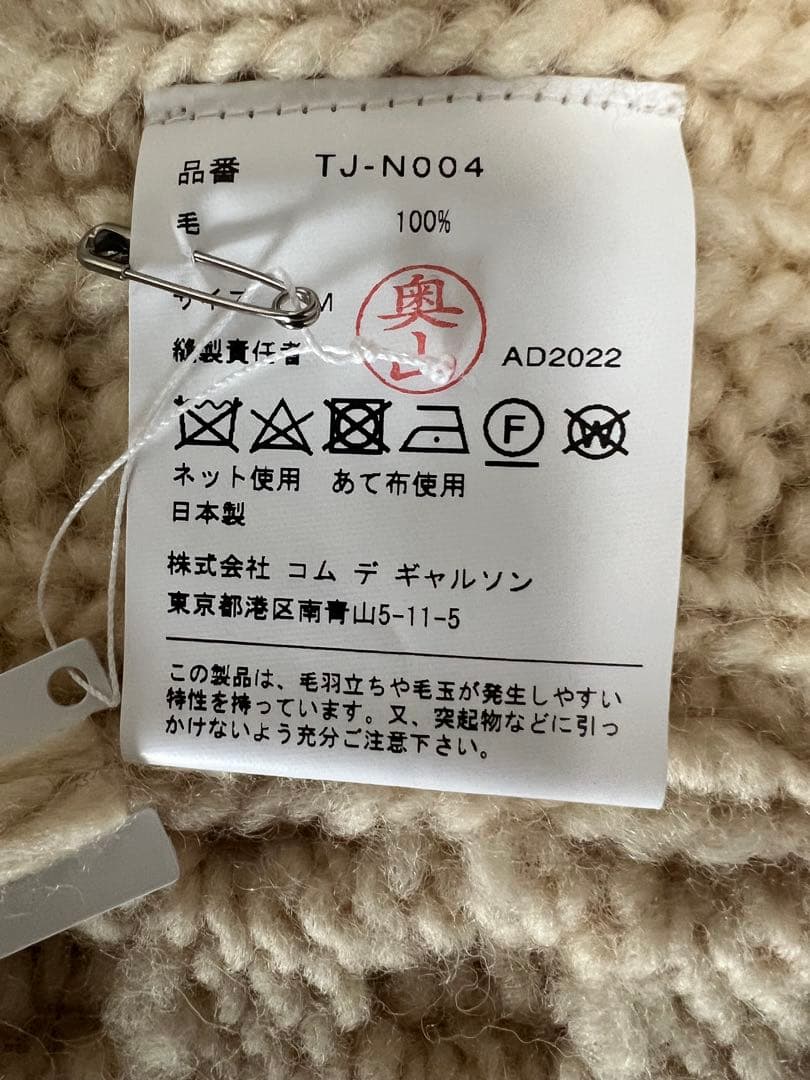 品番 TJ-N004
毛 100%
サイズ M
縫製責任者 奥山 AD2022
F W
ネット使用 あて布使用
日本製
株式会社 コム デ ギャルソン
東京都港区南青山5-11-5
この製品は、毛羽立ちや毛玉が発生しやすい
特性を持っています。又、突起物などに引っ
かけないよう充分ご注意下さい。